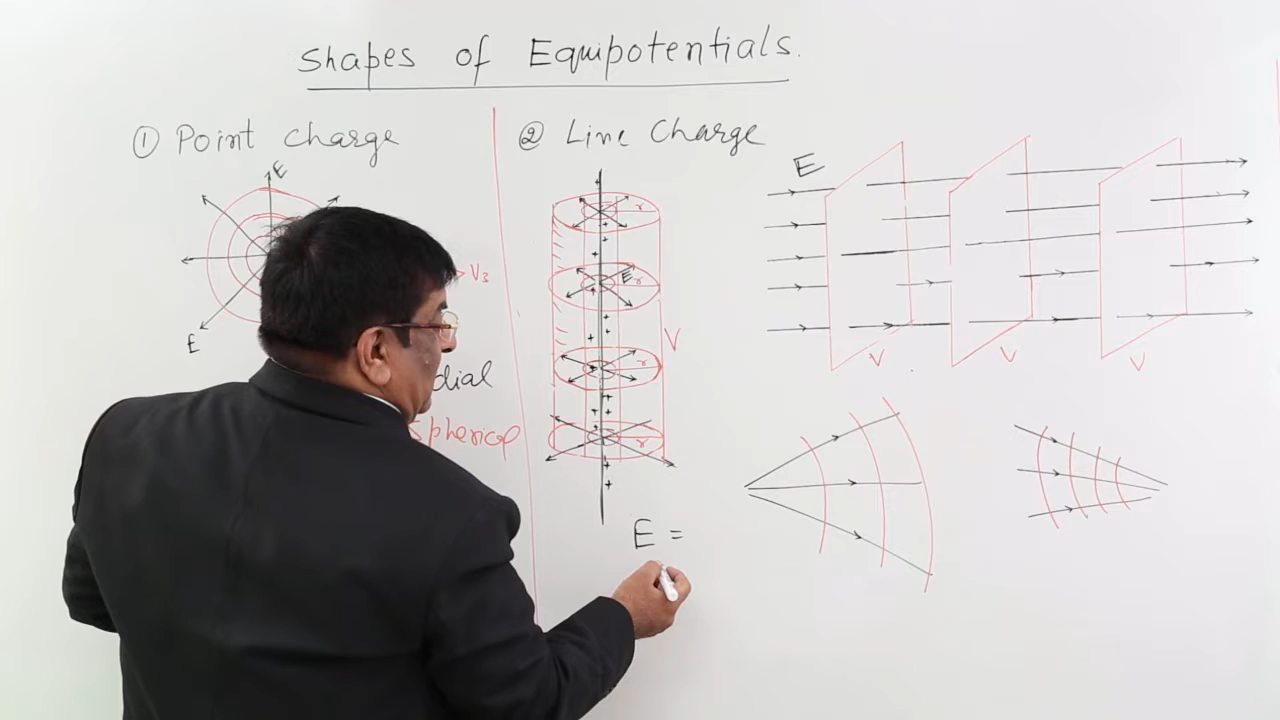 Shapes of Equipotentials.
① Point Charge
E
V₃
E
dial
Spherical
② Line Charge
+
r
+
+
+
E
r
+
+
+
V
+
r
+
+
+
+
r
+
+
E =
E
V
V
V